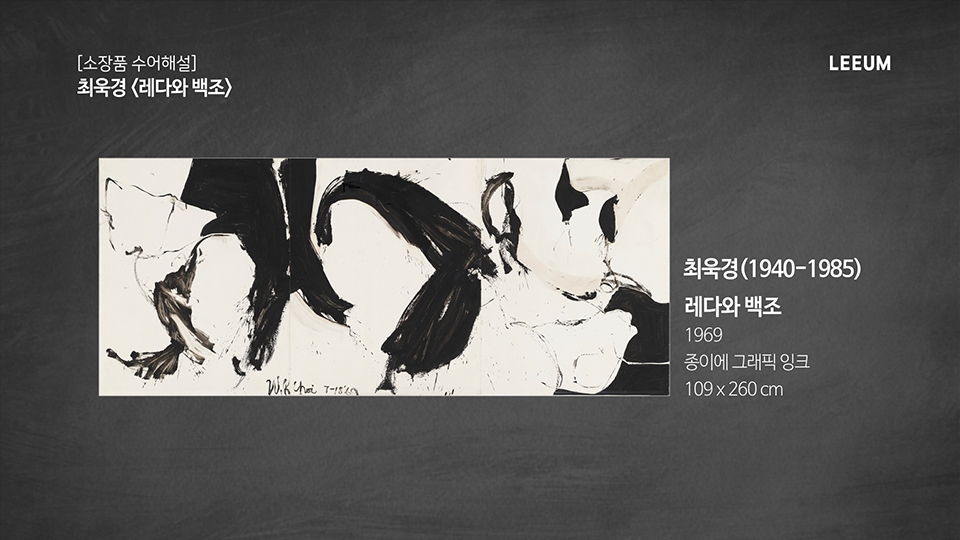 [소장품 수어해설]
최욱경 〈레다와 백조〉
LEEUM
최욱경(1940-1985)
레다와 백조
1969
종이에 그래픽 잉크
109 x 260 cm
W.K Choi